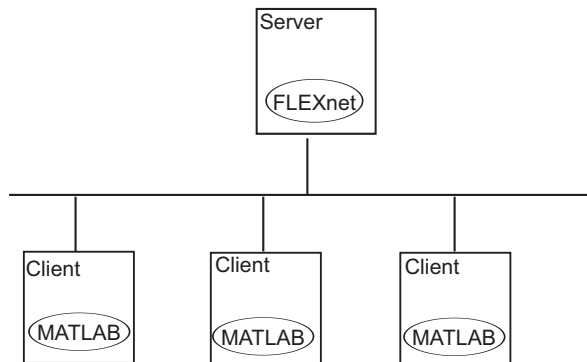 Server
FLEXnet
Client
MATLAB
Client
MATLAB
Client
MATLAB